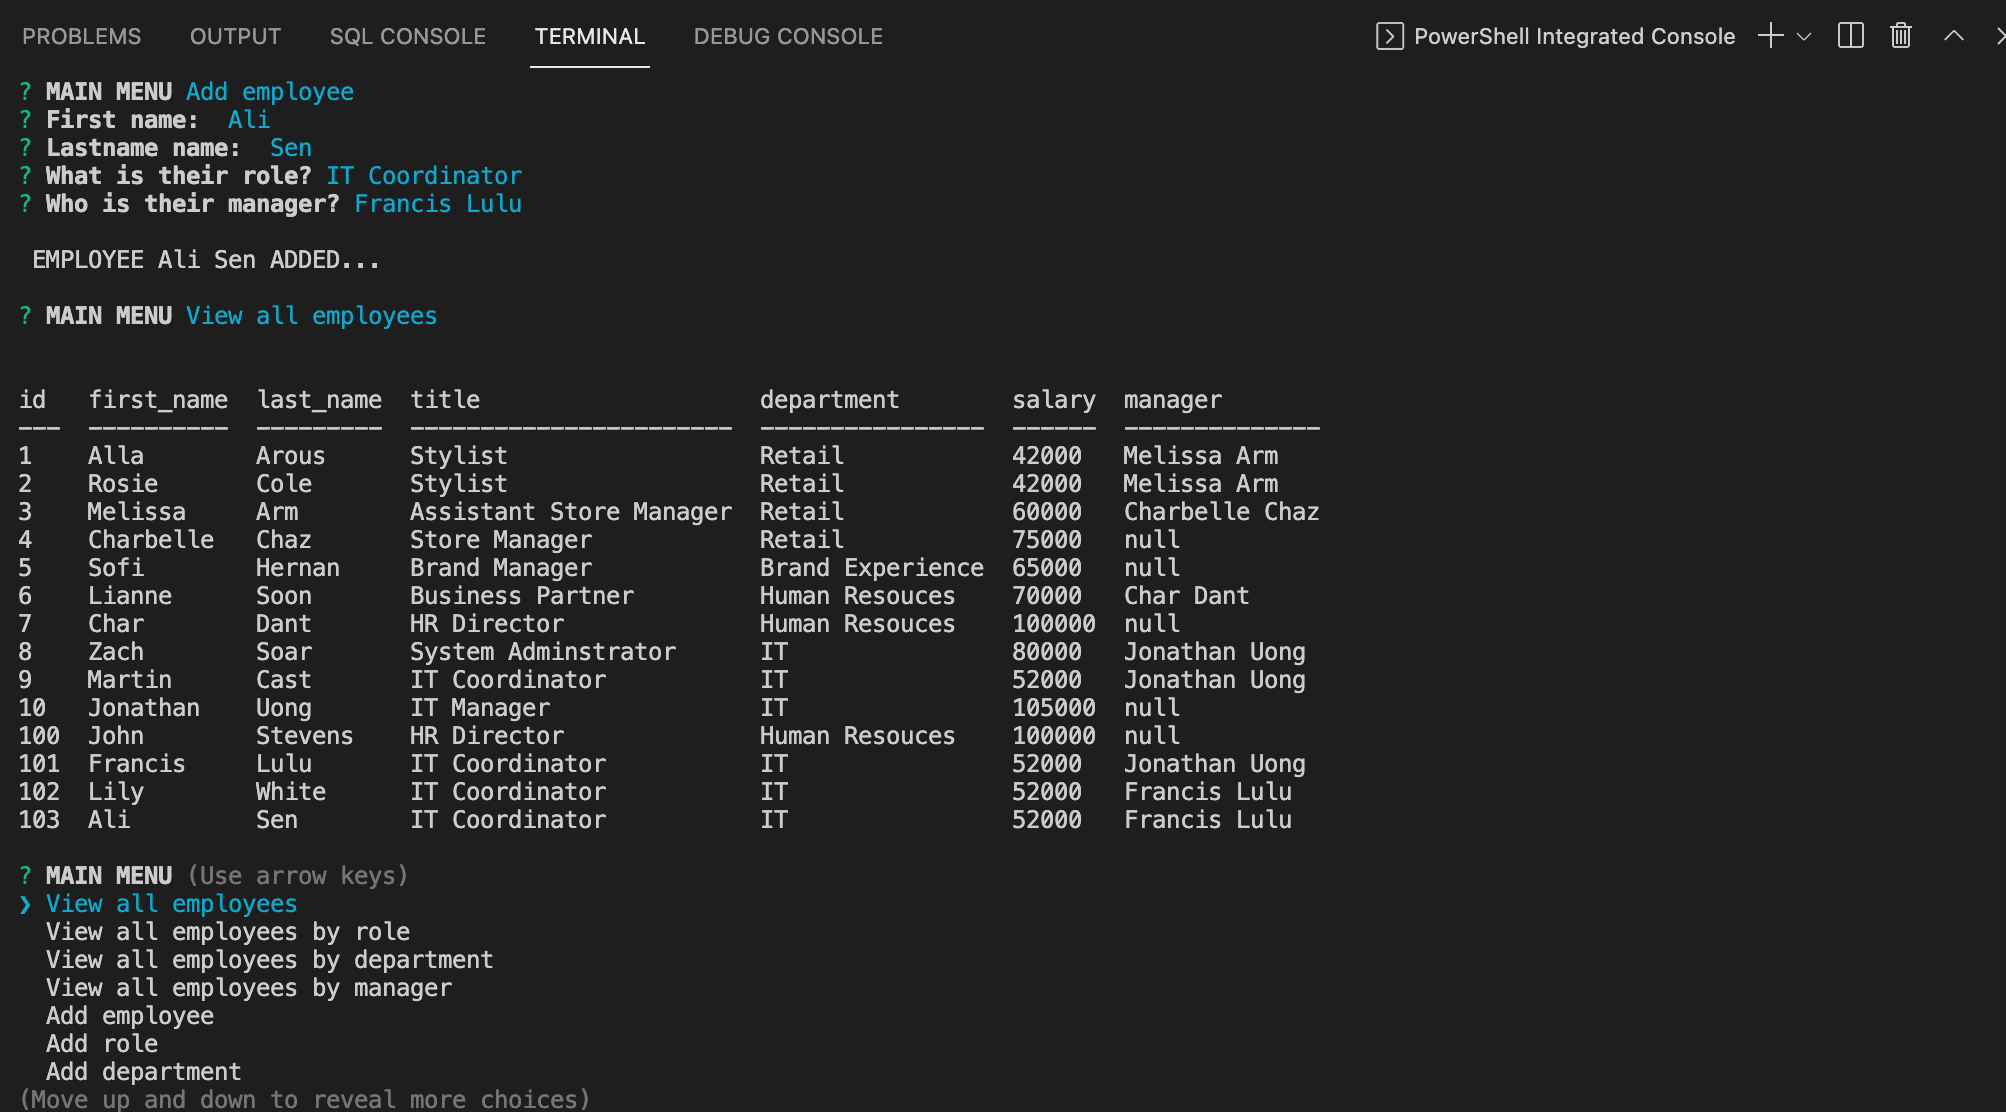 PROBLEMS OUTPUT SQL CONSOLE TERMINAL DEBUG CONSOLE PowerShell Integrated Console
? MAIN MENU Add employee
? First name:  Ali
? Lastname name:  Sen
? What is their role? IT Coordinator
? Who is their manager? Francis Lulu
EMPLOYEE Ali Sen ADDED...
? MAIN MENU View all employees
id   first_name  last_name  title                    department        salary  manager
---  ----------  ---------  -----------------------  ----------------  ------  --------------
1    Alla        Arous      Stylist                  Retail            42000   Melissa Arm
2    Rosie       Cole       Stylist                  Retail            42000   Melissa Arm
3    Melissa     Arm        Assistant Store Manager  Retail            60000   Charbelle Chaz
4    Charbelle   Chaz       Store Manager            Retail            75000   null
5    Sofi        Hernan     Brand Manager            Brand Experience  65000   null
6    Lianne      Soon       Business Partner         Human Resouces    70000   Char Dant
7    Char        Dant       HR Director              Human Resouces    100000  null
8    Zach        Soar       System Adminstrator      IT                80000   Jonathan Uong
9    Martin      Cast       IT Coordinator           IT                52000   Jonathan Uong
10   Jonathan    Uong       IT Manager               IT                105000  null
100  John        Stevens    HR Director              Human Resouces    100000  null
101  Francis     Lulu       IT Coordinator           IT                52000   Jonathan Uong
102  Lily        White      IT Coordinator           IT                52000   Francis Lulu
103  Ali         Sen        IT Coordinator           IT                52000   Francis Lulu
? MAIN MENU (Use arrow keys)
❯ View all employees
View all employees by role
View all employees by department
View all employees by manager
Add employee
Add role
Add department
(Move up and down to reveal more choices)